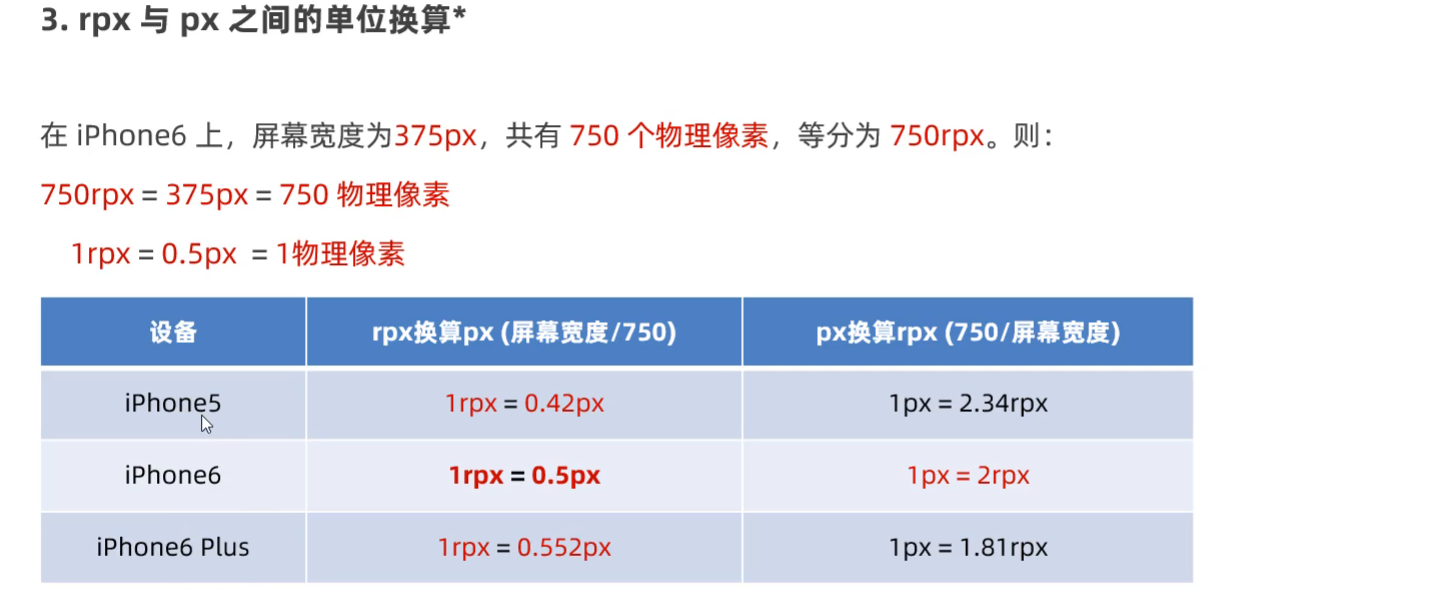 3. rpx 与 px 之间的单位换算*
在 iPhone6 上，屏幕宽度为375px，共有 750 个物理像素，等分为 750rpx。则：
750rpx = 375px = 750 物理像素
1rpx = 0.5px = 1物理像素
设备 rpx换算px (屏幕宽度/750) px换算rpx (750/屏幕宽度)
iPhone5 1rpx = 0.42px 1px = 2.34rpx
iPhone6 1rpx = 0.5px 1px = 2rpx
iPhone6 Plus 1rpx = 0.552px 1px = 1.81rpx